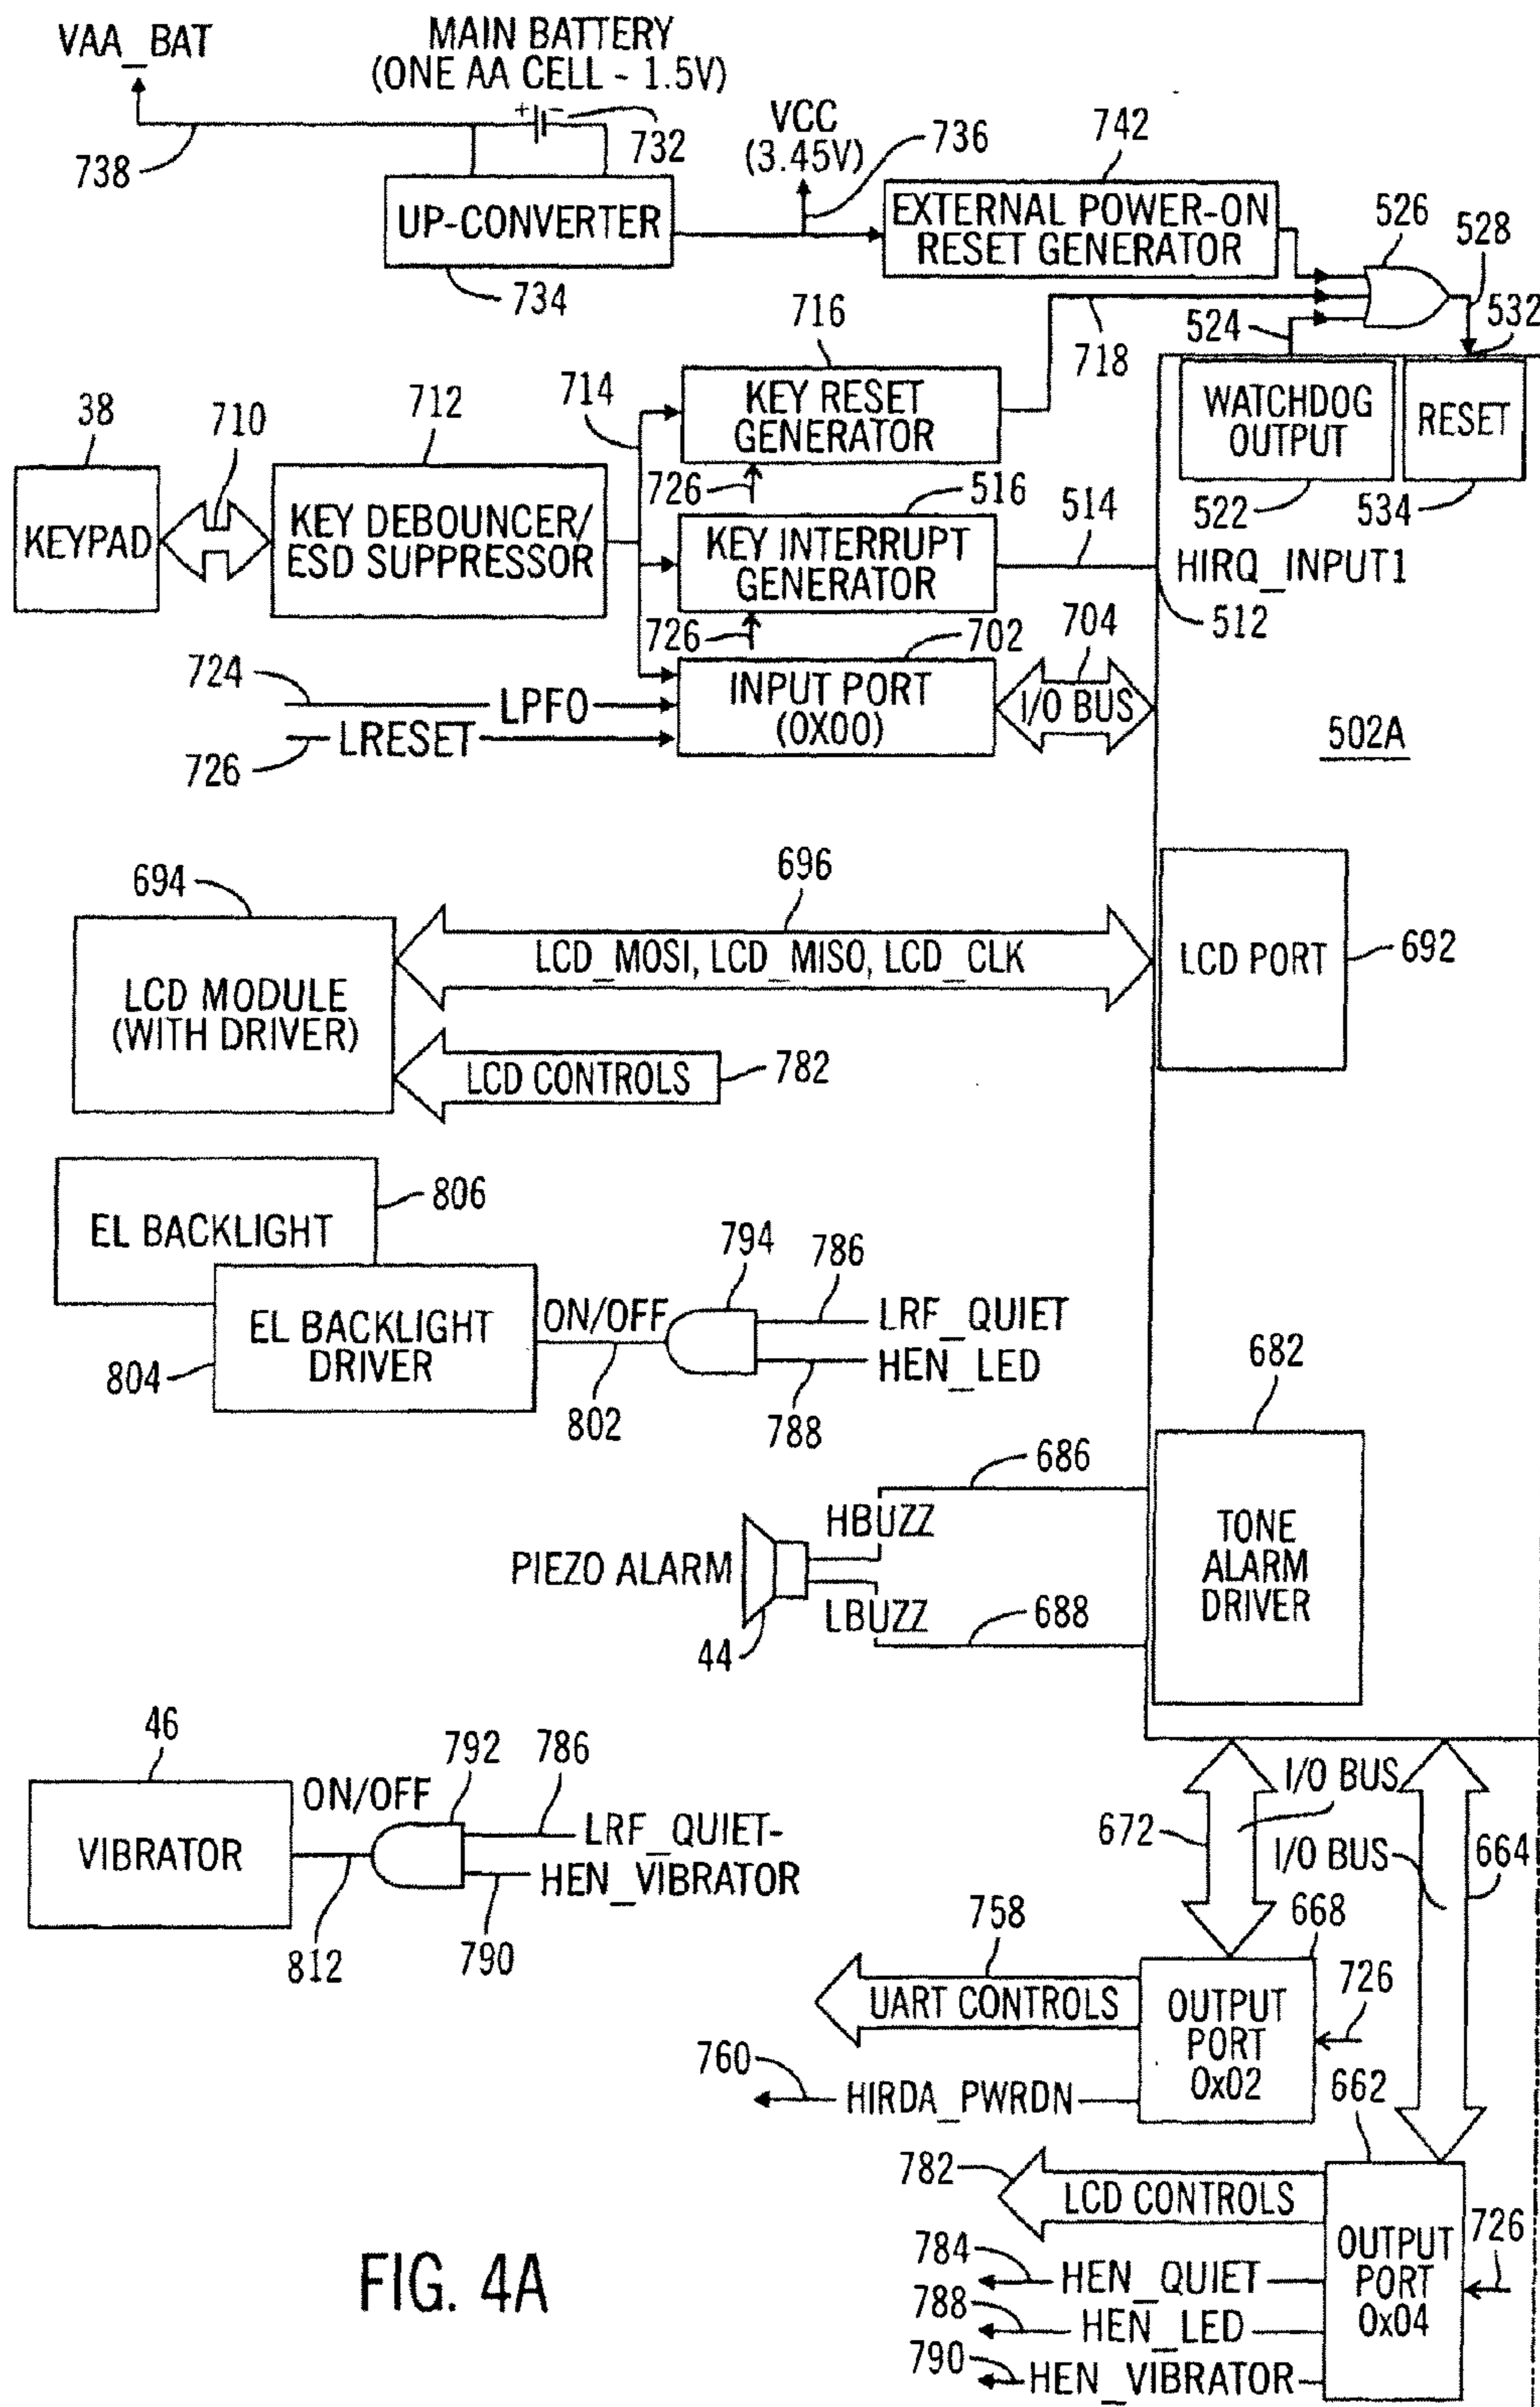 VAA_BAT
MAIN BATTERY
(ONE AA CELL - 1.5V)
+ -
732
738
VCC
(3.45V)
736
742
UP-CONVERTER
734
EXTERNAL POWER-ON
RESET GENERATOR
526
528
532
524
716
718
714
KEY RESET
GENERATOR
WATCHDOG
OUTPUT
RESET
522
534
38
710
712
KEYPAD
KEY DEBOUNCER/
ESD SUPPRESSOR
726
516
514
KEY INTERRUPT
GENERATOR
HIRQ_INPUT1
512
726
702
704
724
LPFO
INPUT PORT
(0X00)
I/O BUS
LRESET
726
502A
694
696
LCD_MOSI, LCD_MISO, LCD_CLK
LCD PORT
692
LCD MODULE
(WITH DRIVER)
LCD CONTROLS
782
806
EL BACKLIGHT
794
786
EL BACKLIGHT
DRIVER
804
ON/OFF
LRF_QUIET
HEN_LED
802
788
682
686
HBUZZ
PIEZO ALARM
LBUZZ
688
44
TONE
ALARM
DRIVER
46
VIBRATOR
ON/OFF
792
786
LRF_QUIET-
HEN_VIBRATOR
812
790
I/O BUS
672
I/O BUS
664
758
668
UART CONTROLS
OUTPUT
PORT
0x02
726
760
HIRDA_PWRDN
662
782
LCD CONTROLS
OUTPUT
PORT
0x04
726
784
HEN_QUIET
788
HEN_LED
790
HEN_VIBRATOR
FIG. 4A